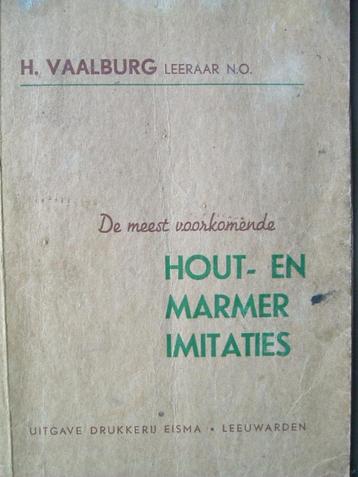 H. VAALBURG LEERAAR N.O.
De meest voorkomende
HOUT- EN
MARMER
IMITATIES
UITGAVE DRUKKERIJ EISMA • LEEUWARDEN